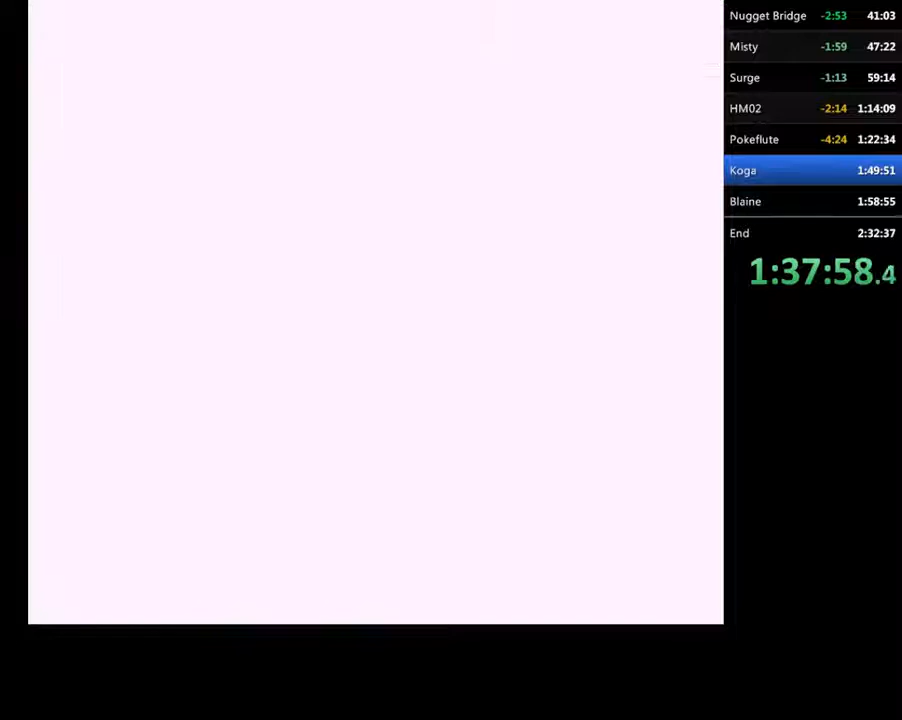 Nugget Bridge -2:53 41:03
Misty -1:59 47:22
Surge -1:13 59:14
HM02 -2:14 1:14:09
Pokeflute -4:24 1:22:34
Koga 1:49:51
Blaine 1:58:55
End 2:32:37
1:37:58.4